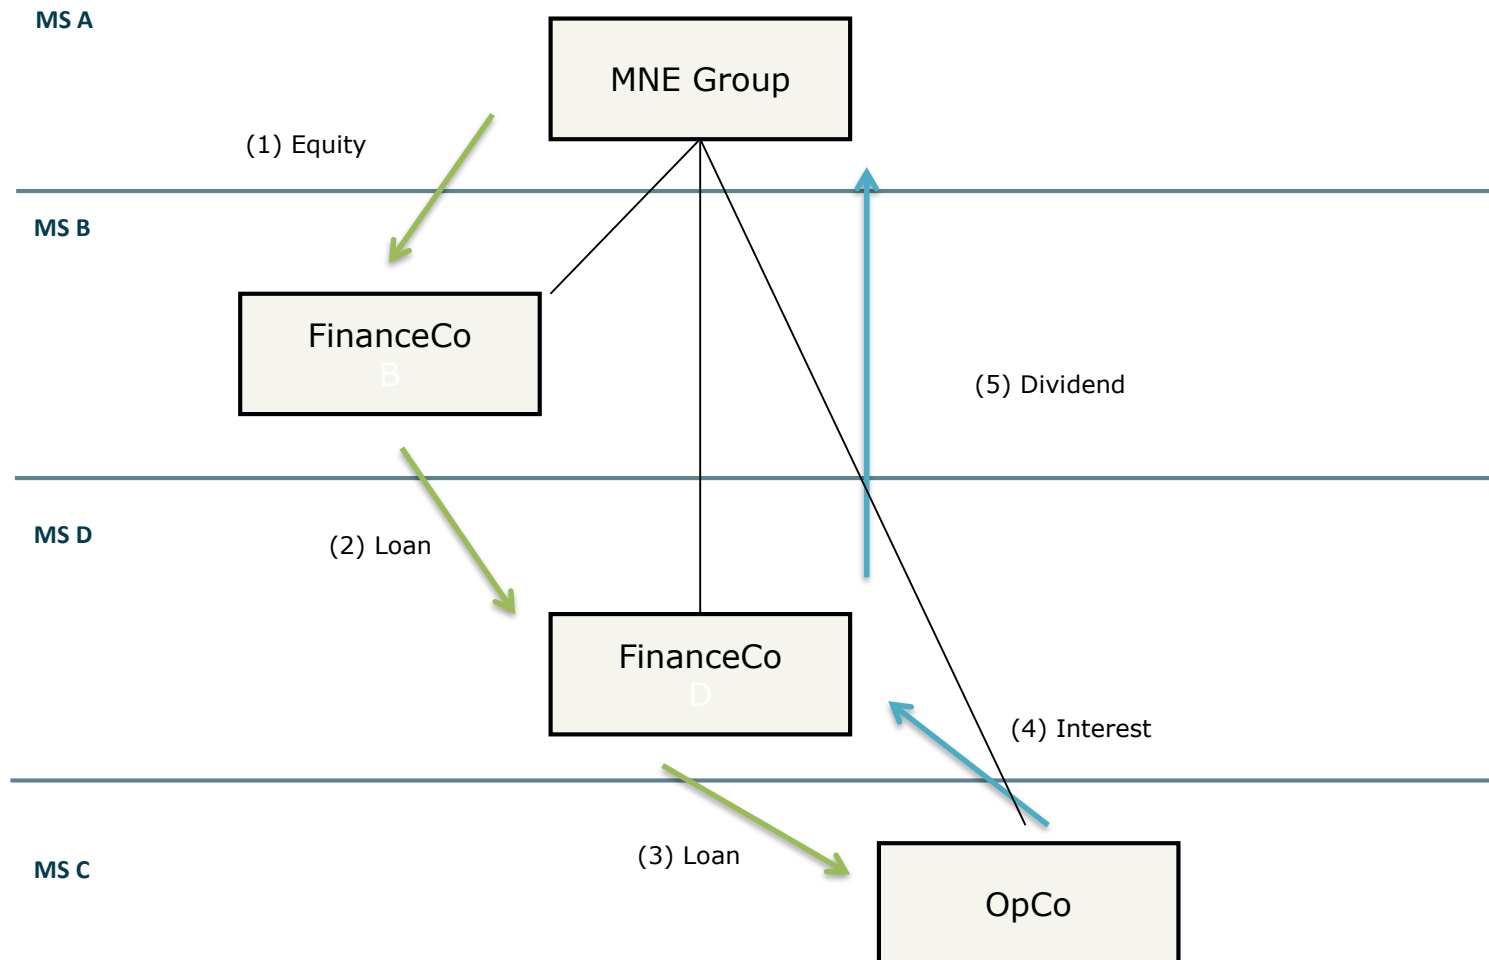 MS A
MNE Group
(1) Equity
MS B
FinanceCo
B
(5) Dividend
MS D
(2) Loan
FinanceCo
D
(4) Interest
(3) Loan
MS C
OpCo